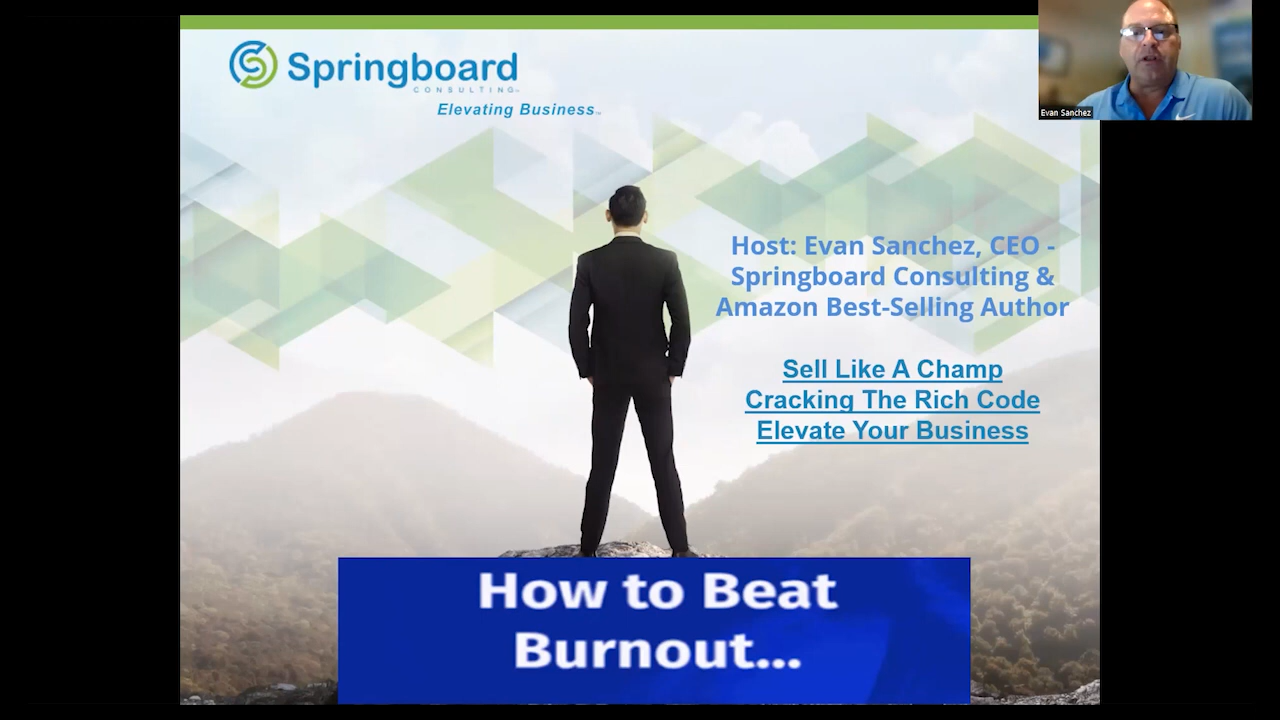 Springboard
CONSULTING
Elevating Business
Evan Sanchez
Host: Evan Sanchez, CEO -
Springboard Consulting &
Amazon Best-Selling Author
Sell Like A Champ
Cracking The Rich Code
Elevate Your Business
How to Beat
Burnout...